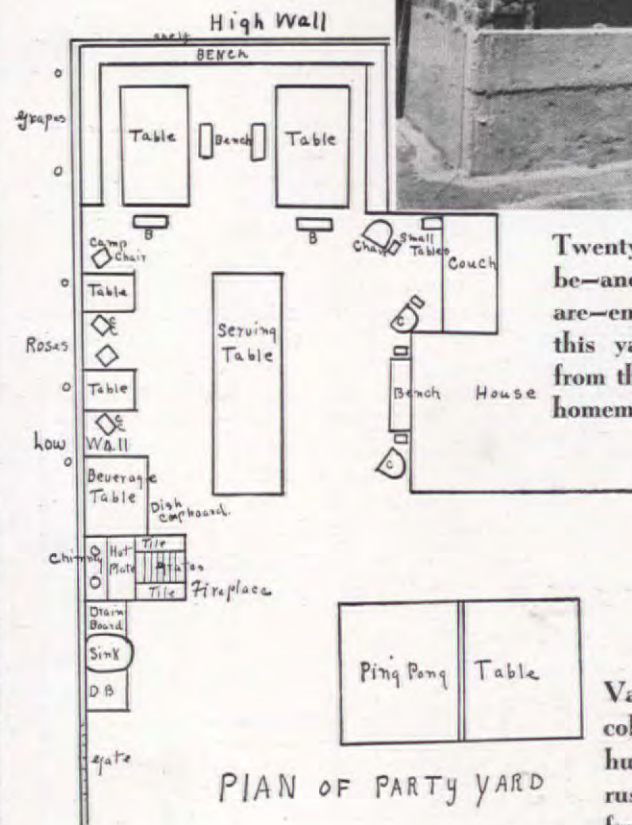 High Wall
shelf
BENCH
grapes
Table
Bench
Table
B
B
Camp
Chair
Chair
Small
Tables
Couch
Table
C
C
Roses
Serving
Table
C
Table
Bench
House
C
Low
Wall
C
Beverage
Table
Dish
Cupboard.
Chimney
Hot
Plate
Tile
Grates
Tile
Fireplace
Drain
Board
Sink
D B
Ping Pong
Table
gate
PLAN OF PARTY YARD
Twenty
be—and
are—en
this ya
from th
homem
Va
col
hu
rus